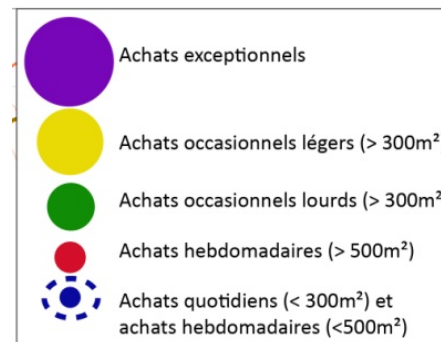 Achats exceptionnels
Achats occasionnels légers (> 300m²
Achats occasionnels lourds (> 300m²
Achats hebdomadaires (> 500m²)
Achats quotidiens (< 300m²) et
achats hebdomadaires (<500m²)